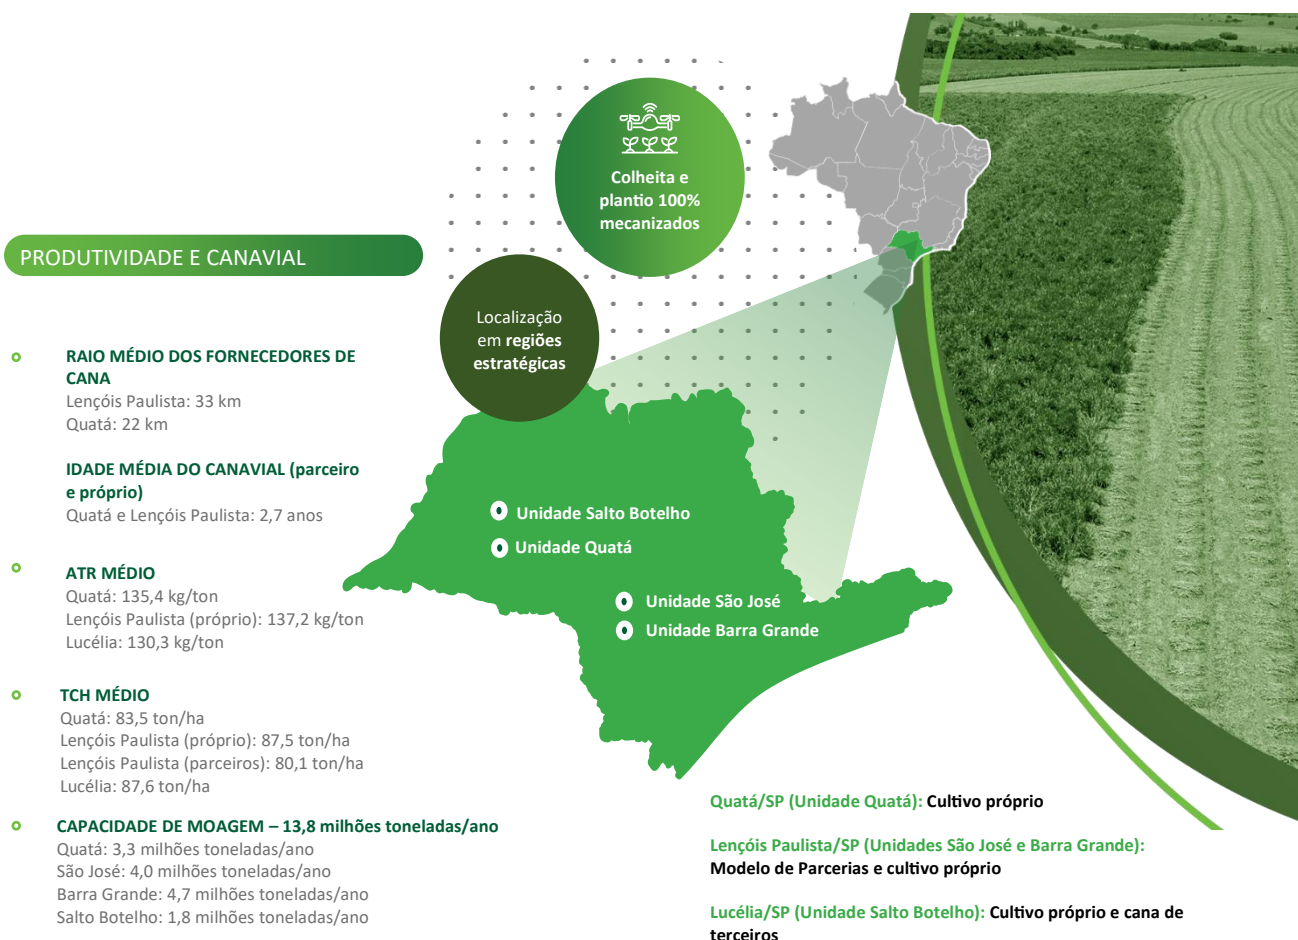 Colheita e
plantio 100%
mecanizados
PRODUTIVIDADE E CANAVIAL
Localização
em regiões
estratégicas
RAIO MÉDIO DOS FORNECEDORES DE
CANA
Lençóis Paulista: 33 km
Quatá: 22 km
IDADE MÉDIA DO CANAVIAL (parceiro
e próprio)
Quatá e Lençóis Paulista: 2,7 anos
ATR MÉDIO
Quatá: 135,4 kg/ton
Lençóis Paulista (próprio): 137,2 kg/ton
Lucélia: 130,3 kg/ton
TCH MÉDIO
Quatá: 83,5 ton/ha
Lençóis Paulista (próprio): 87,5 ton/ha
Lençóis Paulista (parceiros): 80,1 ton/ha
Lucélia: 87,6 ton/ha
CAPACIDADE DE MOAGEM – 13,8 milhões toneladas/ano
Quatá: 3,3 milhões toneladas/ano
São José: 4,0 milhões toneladas/ano
Barra Grande: 4,7 milhões toneladas/ano
Salto Botelho: 1,8 milhões toneladas/ano
Unidade Salto Botelho
Unidade Quatá
Unidade São José
Unidade Barra Grande
Quatá/SP (Unidade Quatá): Cultivo próprio
Lençóis Paulista/SP (Unidades São José e Barra Grande):
Modelo de Parcerias e cultivo próprio
Lucélia/SP (Unidade Salto Botelho): Cultivo próprio e cana de
terceiros